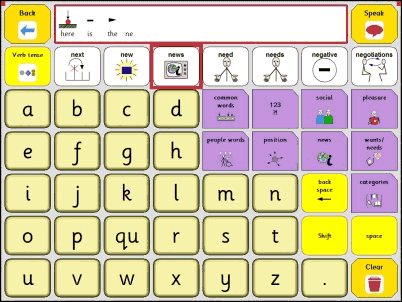 Back
here is the ne
Speak
Verb tense
next
new
news
need
needs
negative
negotiations
a b c d
common words
123 ?!
social
pleasure
e f g h
people words
position
news
wants/ needs
i j k l m n
back space
categories
o p qu r s t
Shift
space
u v w x y z .
Clear